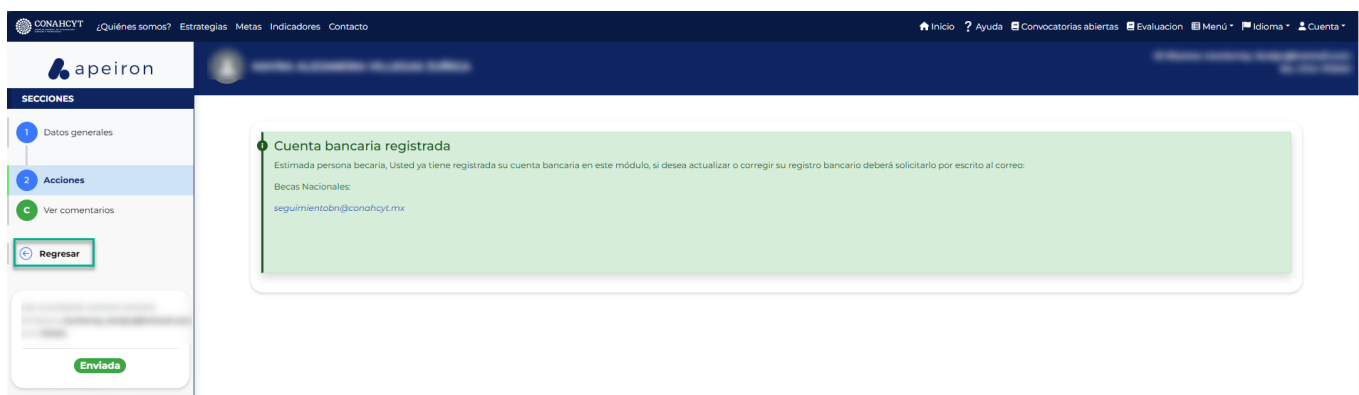 CONAHCYT ¿Quiénes somos? Estrategias Metas Indicadores Contacto Inicio ? Ayuda Convocatorias abiertas Evaluacion Menú Idioma Cuenta
apeiron
SECCIONES
1 Datos generales
2 Acciones
C Ver comentarios
Regresar
Enviada
Cuenta bancaria registrada
Estimada persona becaria, Usted ya tiene registrada su cuenta bancaria en este módulo, si desea actualizar o corregir su registro bancario deberá solicitarlo por escrito al correo:
Becas Nacionales:
seguimientobn@conahcyt.mx